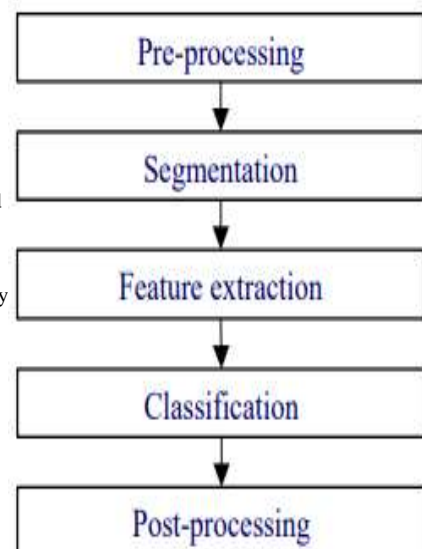 Pre-processing
Segmentation
Feature extraction
Classification
Post-processing